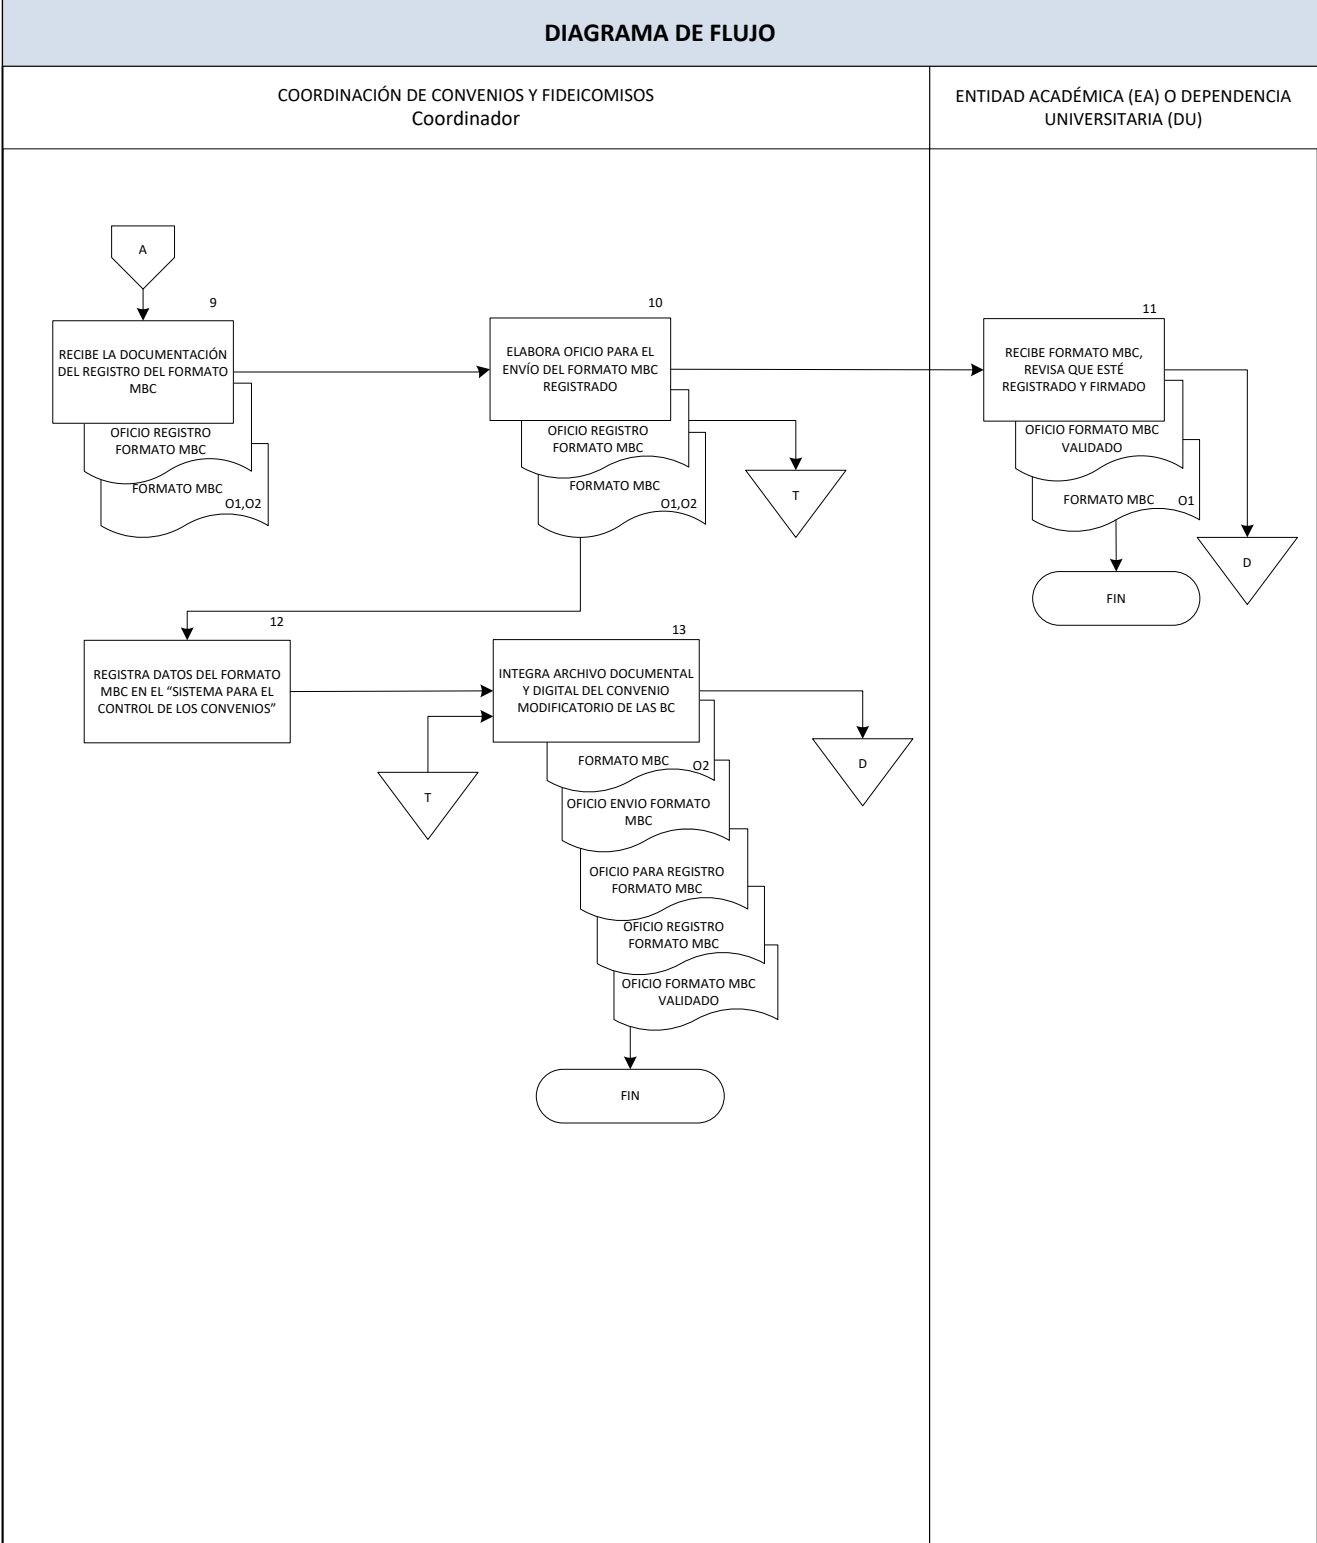 DIAGRAMA DE FLUJO
COORDINACIÓN DE CONVENIOS Y FIDEICOMISOS
Coordinador
ENTIDAD ACADÉMICA (EA) O DEPENDENCIA
UNIVERSITARIA (DU)
A
9
RECIBE LA DOCUMENTACIÓN
DEL REGISTRO DEL FORMATO
MBC
OFICIO REGISTRO
FORMATO MBC
FORMATO MBC
O1,O2
10
ELABORA OFICIO PARA EL
ENVÍO DEL FORMATO MBC
REGISTRADO
OFICIO REGISTRO
FORMATO MBC
FORMATO MBC
O1,O2
T
11
RECIBE FORMATO MBC,
REVISA QUE ESTÉ
REGISTRADO Y FIRMADO
OFICIO FORMATO MBC
VALIDADO
FORMATO MBC
O1
D
FIN
12
REGISTRA DATOS DEL FORMATO
MBC EN EL “SISTEMA PARA EL
CONTROL DE LOS CONVENIOS”
T
13
INTEGRA ARCHIVO DOCUMENTAL
Y DIGITAL DEL CONVENIO
MODIFICATORIO DE LAS BC
FORMATO MBC
O2
D
OFICIO ENVIO FORMATO
MBC
OFICIO PARA REGISTRO
FORMATO MBC
OFICIO REGISTRO
FORMATO MBC
OFICIO FORMATO MBC
VALIDADO
FIN